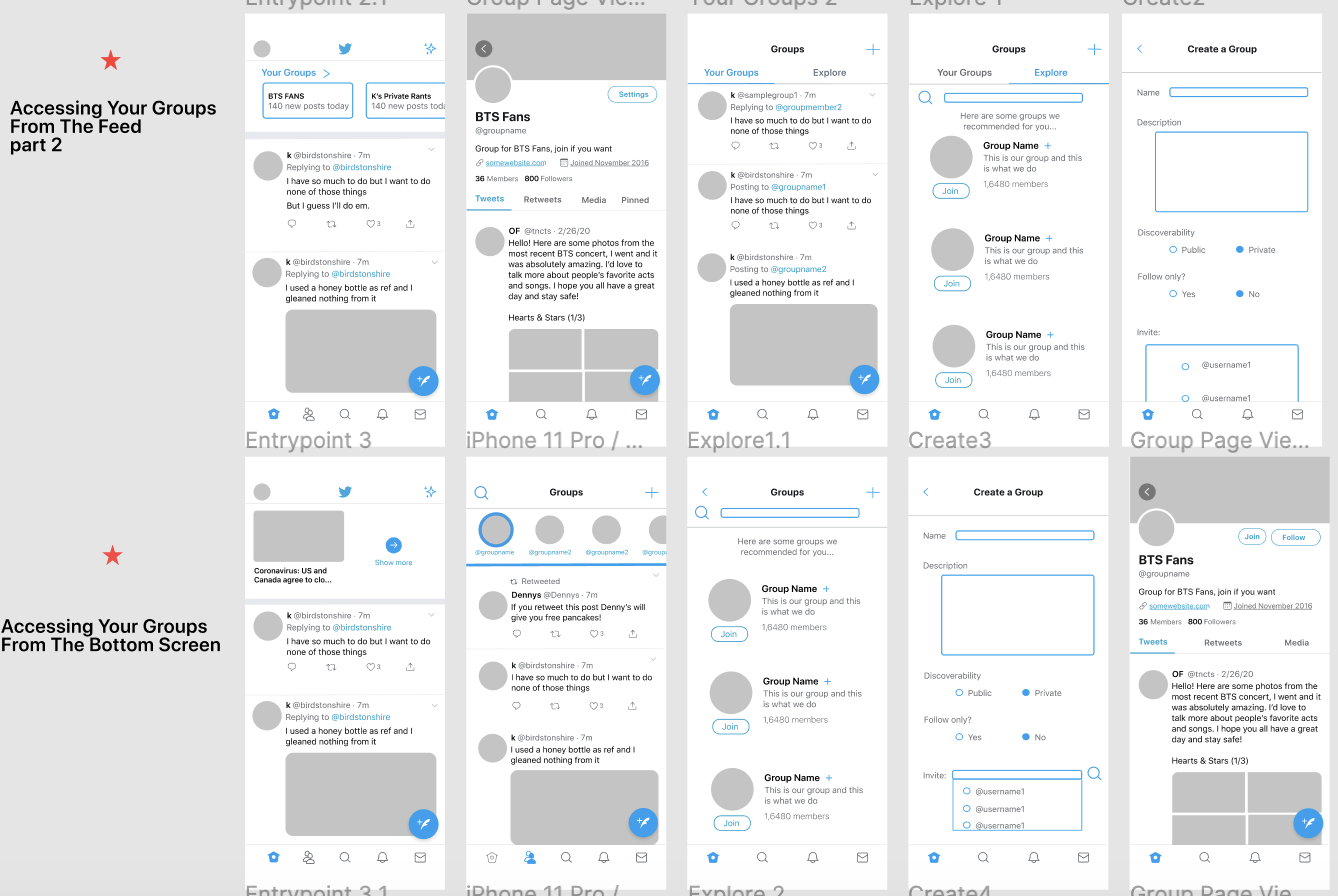 Entrypoint 2.1
Group Page Vie...
Your Groups 2
Explore 1
Create2
Accessing Your Groups
From The Feed
part 2
Your Groups
BTS FANS
140 new posts today
K's Private Rants
140 new posts toda
k @birdstonshire · 7m
Replying to @birdstonshire
I have so much to do but I want to do
none of those things
But I guess I'll do em.
3
k @birdstonshire · 7m
Replying to @birdstonshire
I used a honey bottle as ref and I
gleaned nothing from it
Settings
BTS Fans
@groupname
Group for BTS Fans, join if you want
somewebsite.com Joined November 2016
36 Members 800 Followers
Tweets Retweets Media Pinned
OF @tncts · 2/26/20
Hello! Here are some photos from the
most recent BTS concert, I went and it
was absolutely amazing. I'd love to
talk more about people's favorite acts
and songs. I hope you all have a great
day and stay safe!
Hearts & Stars (1/3)
Groups
Your Groups Explore
k @samplegroup1 · 7m
Replying to @groupmember2
I have so much to do but I want to do
none of those things
3
k @birdstonshire · 7m
Posting to @groupname1
I have so much to do but I want to do
none of those things
3
k @birdstonshire · 7m
Posting to @groupname2
I used a honey bottle as ref and I
gleaned nothing from it
Groups
Your Groups Explore
Here are some groups we
recommended for you...
Group Name +
This is our group and this
is what we do
1,6480 members
Join
Group Name +
This is our group and this
is what we do
1,6480 members
Join
Group Name +
This is our group and this
is what we do
1,6480 members
Join
Create a Group
Name
Description
Discoverability
Public Private
Follow only?
Yes No
Invite:
@username1
@username1
Entrypoint 3
iPhone 11 Pro / ...
Explore1.1
Create3
Group Page Vie...
Accessing Your Groups
From The Bottom Screen
Coronavirus: US and
Canada agree to clo...
Show more
k @birdstonshire · 7m
Replying to @birdstonshire
I have so much to do but I want to do
none of those things
3
k @birdstonshire · 7m
Replying to @birdstonshire
I used a honey bottle as ref and I
gleaned nothing from it
Groups
@groupname @groupname2 @groupname2 @group
Retweeted
Dennys @Dennys · 7m
If you retweet this post Denny's will
give you free pancakes!
3
k @birdstonshire · 7m
I have so much to do but I want to do
none of those things
3
k @birdstonshire · 7m
I used a honey bottle as ref and I
gleaned nothing from it
Groups
Here are some groups we
recommended for you...
Group Name +
This is our group and this
is what we do
1,6480 members
Join
Group Name +
This is our group and this
is what we do
1,6480 members
Join
Group Name +
This is our group and this
is what we do
1,6480 members
Join
Create a Group
Name
Description
Discoverability
Public Private
Follow only?
Yes No
Invite:
@username1
@username1
@username1
Join Follow
BTS Fans
@groupname
Group for BTS Fans, join if you want
somewebsite.com Joined November 2016
36 Members 800 Followers
Tweets Retweets Media
OF @tncts · 2/26/20
Hello! Here are some photos from the
most recent BTS concert, I went and it
was absolutely amazing. I'd love to
talk more about people's favorite acts
and songs. I hope you all have a great
day and stay safe!
Hearts & Stars (1/3)
Entrypoint 3.1
iPhone 11 Pro /
Explore 2
Create4